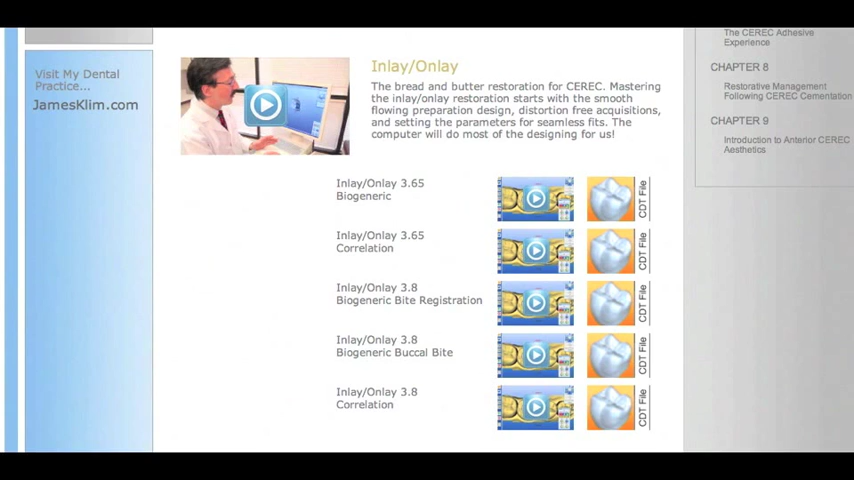 Visit My Dental
Practice...
JamesKlim.com
Inlay/Onlay
The bread and butter restoration for CEREC. Mastering
the inlay/onlay restoration starts with the smooth
flowing preparation design, distortion free acquisitions,
and setting the parameters for seamless fits. The
computer will do most of the designing for us!
Inlay/Onlay 3.65
Biogeneric
CDT File
Inlay/Onlay 3.65
Correlation
CDT File
Inlay/Onlay 3.8
Biogeneric Bite Registration
CDT File
Inlay/Onlay 3.8
Biogeneric Buccal Bite
CDT File
Inlay/Onlay 3.8
Correlation
CDT File
The CEREC Adhesive
Experience
CHAPTER 8
Restorative Management
Following CEREC Cementation
CHAPTER 9
Introduction to Anterior CEREC
Aesthetics